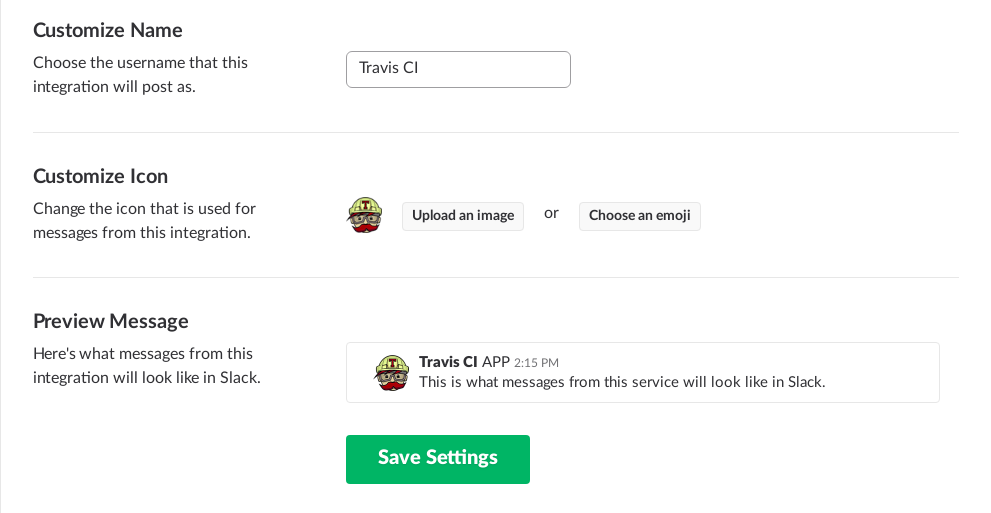 Customize Name
Choose the username that this
integration will post as.
Travis CI
Customize Icon
Change the icon that is used for
messages from this integration.
T
Upload an image or Choose an emoji
Preview Message
Here's what messages from this
integration will look like in Slack.
T
Travis CI APP 2:15 PM
This is what messages from this service will look like in Slack.
Save Settings